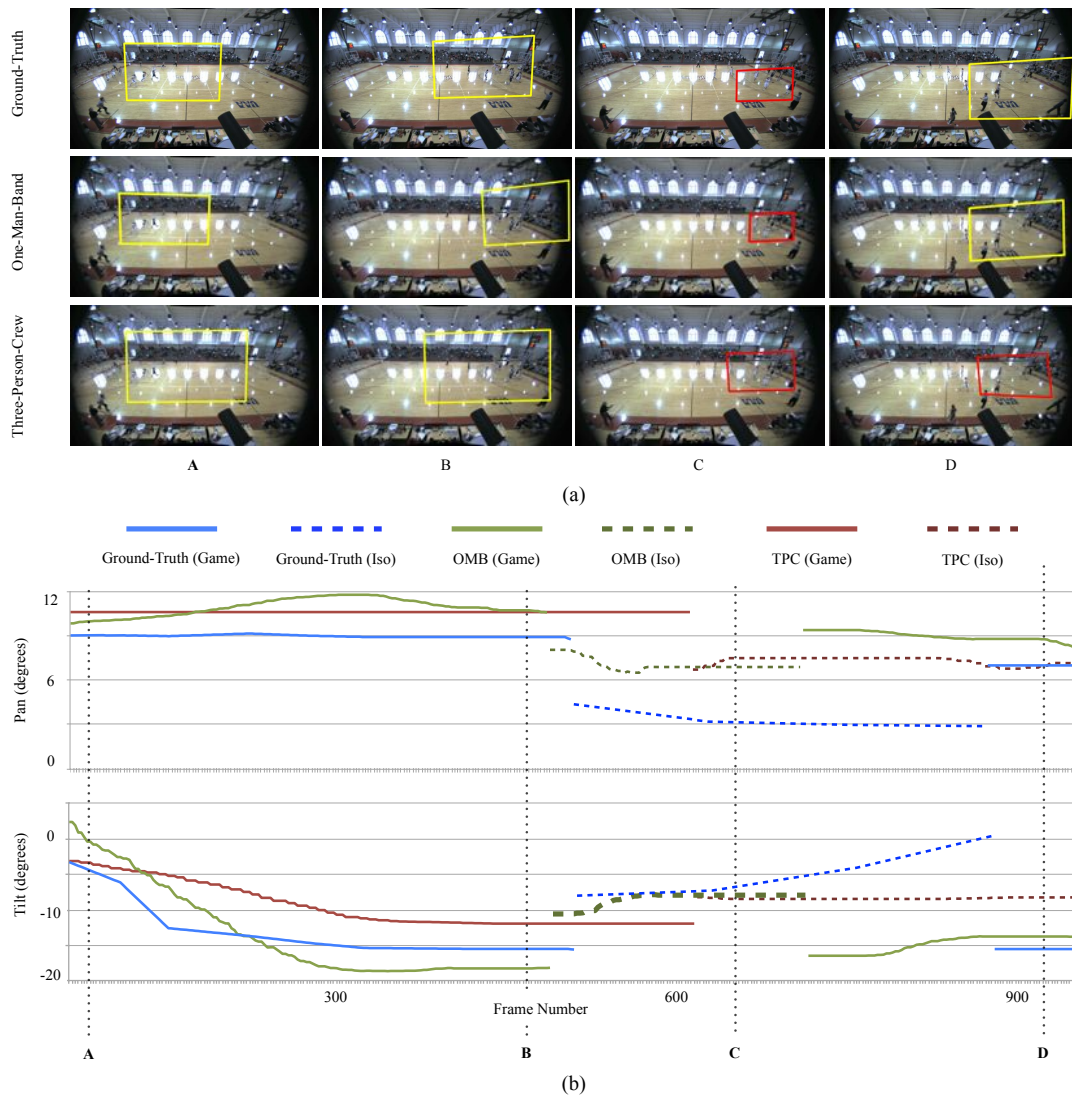 Ground-Truth
One-Man-Band
Three-Person-Crew
A B C D
(a)
Ground-Truth (Game) Ground-Truth (Iso) OMB (Game) OMB (Iso) TPC (Game) TPC (Iso)
Pan (degrees)
12
6
0
Tilt (degrees)
0
-10
-20
300 600 900
Frame Number
A B C D
(b)